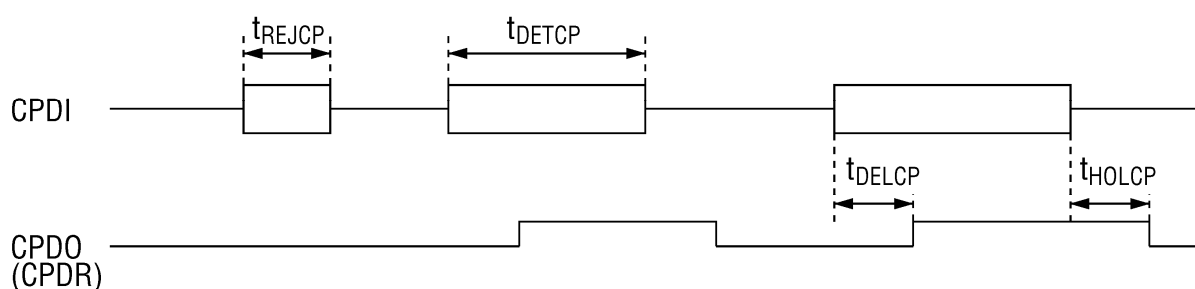 tREJCP
tDETCP
CPDI
tDELCP
tHOLCP
CPDO
(CPDR)